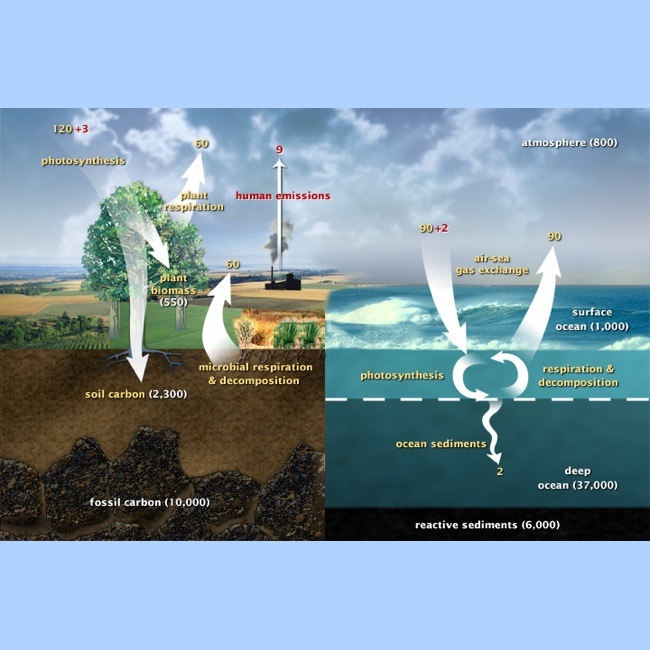 120 +3
photosynthesis
60
plant
respiration
9
human emissions
60
plant
biomass
(550)
microbial respiration
& decomposition
soil carbon (2,300)
fossil carbon (10,000)
atmosphere (800)
90+2
90
air-sea
gas exchange
surface
ocean (1,000)
photosynthesis
respiration &
decomposition
ocean sediments
2
deep
ocean (37,000)
reactive sediments (6,000)